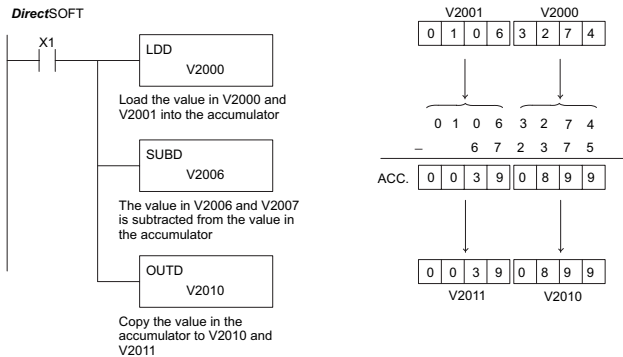 DirectSOFT
X1
LDD
V2000
Load the value in V2000 and
V2001 into the accumulator
SUBD
V2006
The value in V2006 and V2007
is subtracted from the value in
the accumulator
OUTD
V2010
Copy the value in the
accumulator to V2010 and
V2011
V2001 V2000
0 1 0 6 3 2 7 4
0 1 0 6 3 2 7 4
– 6 7 2 3 7 5
ACC. 0 0 3 9 0 8 9 9
0 0 3 9 0 8 9 9
V2011 V2010